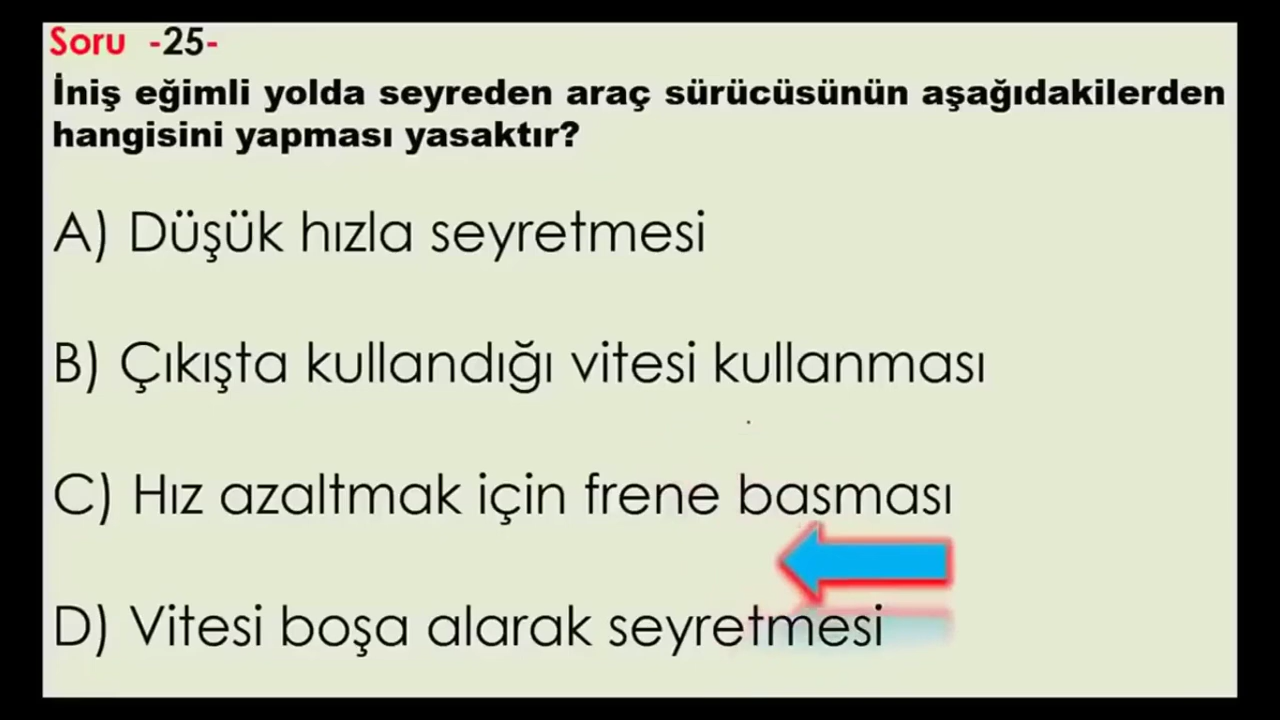 Soru -25-
İniş eğimli yolda seyreden araç sürücüsünün aşağıdakilerden
hangisini yapması yasaktır?
A) Düşük hızla seyretmesi
B) Çıkışta kullandığı vitesi kullanması
C) Hız azaltmak için frene basması
D) Vitesi boşa alarak seyretmesi